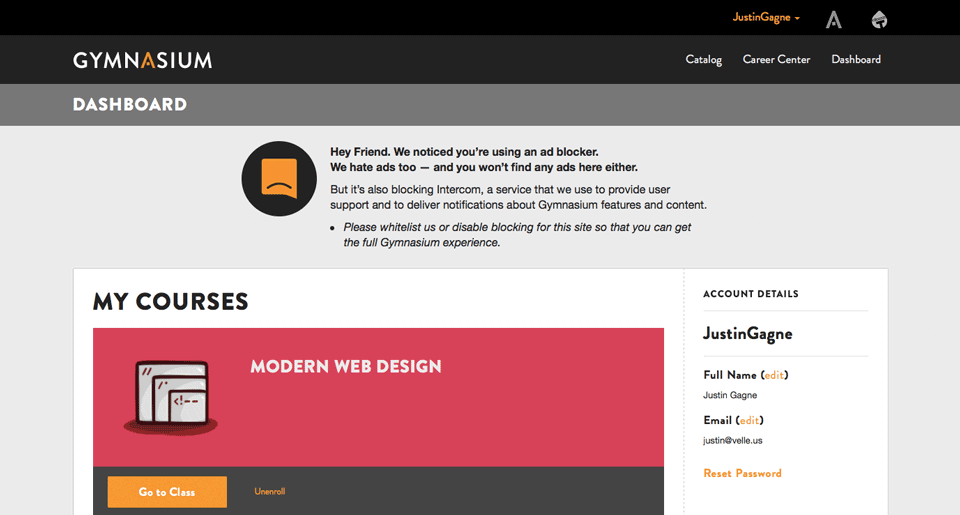 JustinGagne
GYMNASIUM
Catalog
Career Center
Dashboard
DASHBOARD
Hey Friend. We noticed you’re using an ad blocker.
We hate ads too — and you won’t find any ads here either.
But it’s also blocking Intercom, a service that we use to provide user
support and to deliver notifications about Gymnasium features and content.
• Please whitelist us or disable blocking for this site so that you can get
the full Gymnasium experience.
MY COURSES
//
/*
<!--
MODERN WEB DESIGN
Go to Class
Unenroll
ACCOUNT DETAILS
JustinGagne
Full Name (edit)
Justin Gagne
Email (edit)
justin@velle.us
Reset Password